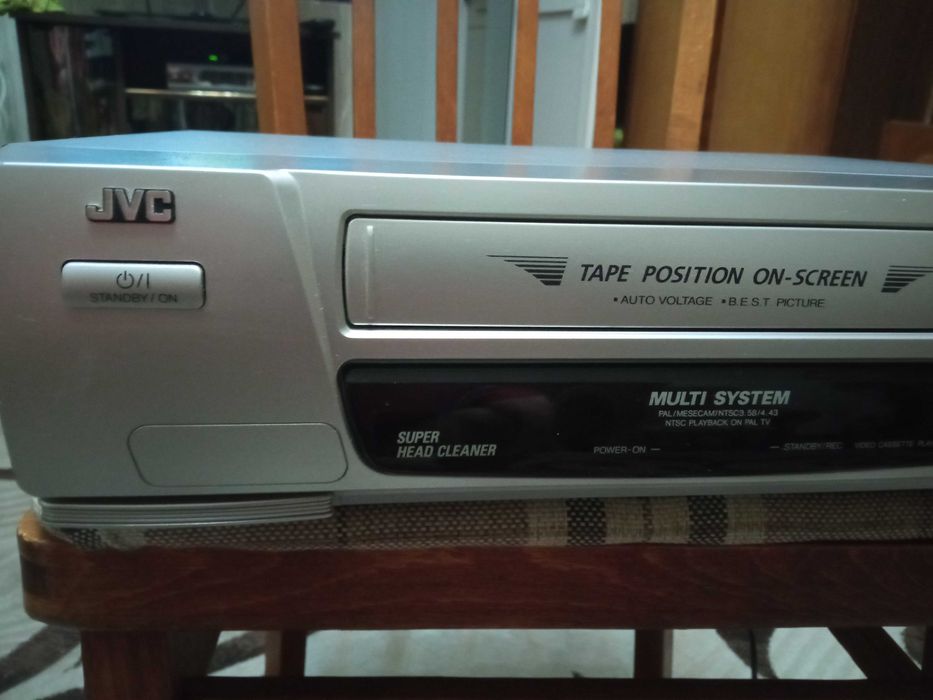 JVC
⏻/I
STANDBY / ON
TAPE POSITION ON-SCREEN
▪ AUTO VOLTAGE ▪ B.E.S.T PICTURE
MULTI SYSTEM
PAL/MESECAM/NTSC3.58/4.43
NTSC PLAYBACK ON PAL TV
SUPER
HEAD CLEANER
POWER-ON —
— STANDBY/REC
VIDEO CASSETTE